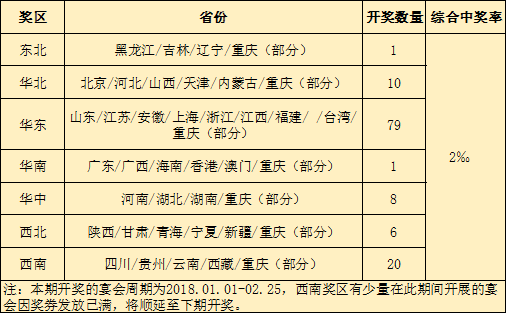 奖区 省份 开奖数量 综合中奖率
东北 黑龙江/吉林/辽宁/重庆（部分） 1
华北 北京/河北/山西/天津/内蒙古/重庆（部分） 10
华东 山东/江苏/安徽/上海/浙江/江西/福建/ /台湾/
重庆（部分） 79
2‰
华南 广东/广西/海南/香港/澳门/重庆（部分） 1
华中 河南/湖北/湖南/重庆（部分） 8
西北 陕西/甘肃/青海/宁夏/新疆/重庆（部分） 6
西南 四川/贵州/云南/西藏/重庆（部分） 20
注：本期开奖的宴会周期为2018.01.01-02.25，西南奖区有少量在此期间开展的宴
会因奖券发放已满，将顺延至下期开奖。